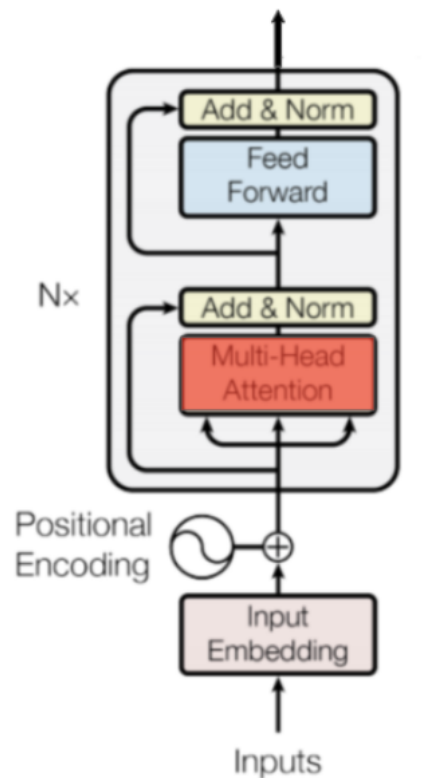 Add & Norm
Feed
Forward
Nx
Add & Norm
Multi-Head
Attention
Positional
Encoding
Input
Embedding
Inputs